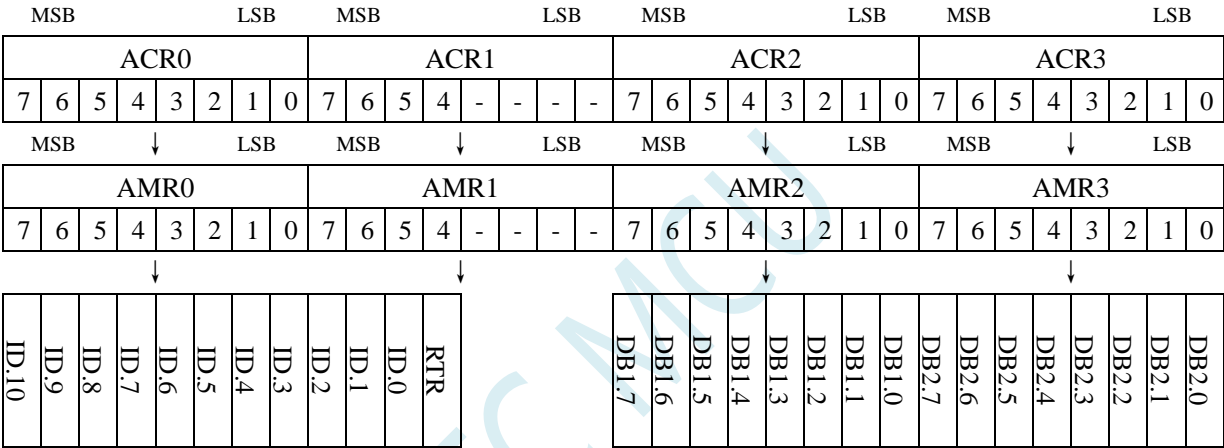 MSB LSB MSB LSB MSB LSB MSB LSB
ACR0 ACR1 ACR2 ACR3
7 6 5 4 3 2 1 0 7 6 5 4 - - - - 7 6 5 4 3 2 1 0 7 6 5 4 3 2 1 0
MSB ↓ LSB MSB ↓ LSB MSB ↓ LSB MSB ↓ LSB
AMR0 AMR1 AMR2 AMR3
7 6 5 4 3 2 1 0 7 6 5 4 - - - - 7 6 5 4 3 2 1 0 7 6 5 4 3 2 1 0
↓ ↓ ↓ ↓
ID.10 ID.9 ID.8 ID.7 ID.6 ID.5 ID.4 ID.3 ID.2 ID.1 ID.0 RTR DB1.7 DB1.6 DB1.5 DB1.4 DB1.3 DB1.2 DB1.1 DB1.0 DB2.7 DB2.6 DB2.5 DB2.4 DB2.3 DB2.2 DB2.1 DB2.0
MCU